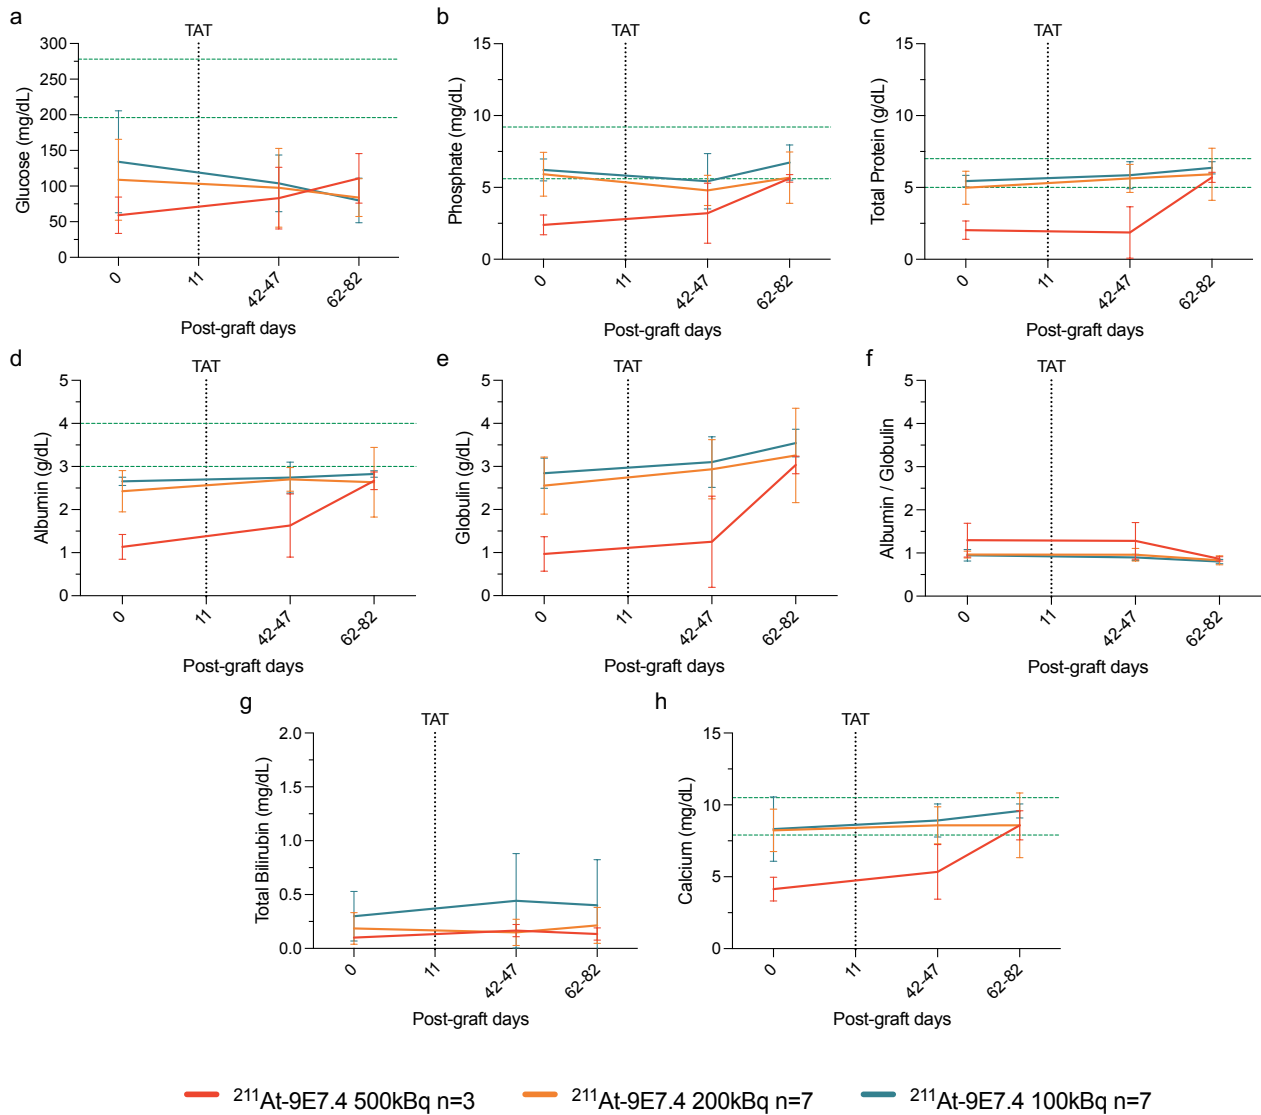 a
b
c
TAT
TAT
TAT
300
250
200
150
100
50
0
Glucose (mg/dL)
0
11
42-47
62-82
Post-graft days
15
10
5
0
Phosphate (mg/dL)
0
11
42-47
62-82
Post-graft days
15
10
5
0
Total Protein (g/dL)
0
11
42-47
62-82
Post-graft days
d
e
f
TAT
TAT
TAT
5
4
3
2
1
0
Albumin (g/dL)
0
11
42-47
62-82
Post-graft days
5
4
3
2
1
0
Globulin (g/dL)
0
11
42-47
62-82
Post-graft days
5
4
3
2
1
0
Albumin / Globulin
0
11
42-47
62-82
Post-graft days
g
h
TAT
TAT
2.0
1.5
1.0
0.5
0.0
Total Bilinubin (mg/dL)
0
11
42-47
62-82
Post-graft days
15
10
5
0
Calcium (mg/dL)
0
11
42-47
62-82
Post-graft days
²¹¹At-9E7.4 500kBq n=3
²¹¹At-9E7.4 200kBq n=7
²¹¹At-9E7.4 100kBq n=7